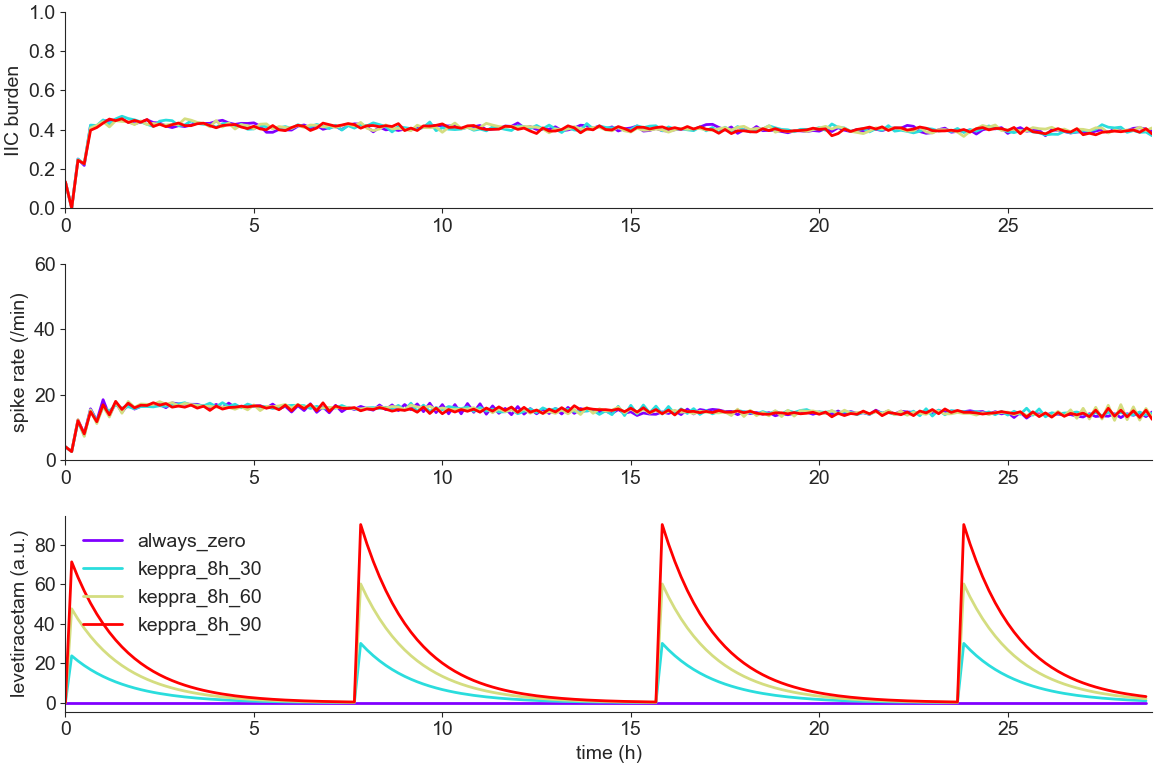 IIC burden
1.0
0.8
0.6
0.4
0.2
0.0
0 5 10 15 20 25
spike rate (/min)
60
40
20
0
0 5 10 15 20 25
levetiracetam (a.u.)
80
60
40
20
0
always_zero
keppra_8h_30
keppra_8h_60
keppra_8h_90
0 5 10 15 20 25
time (h)